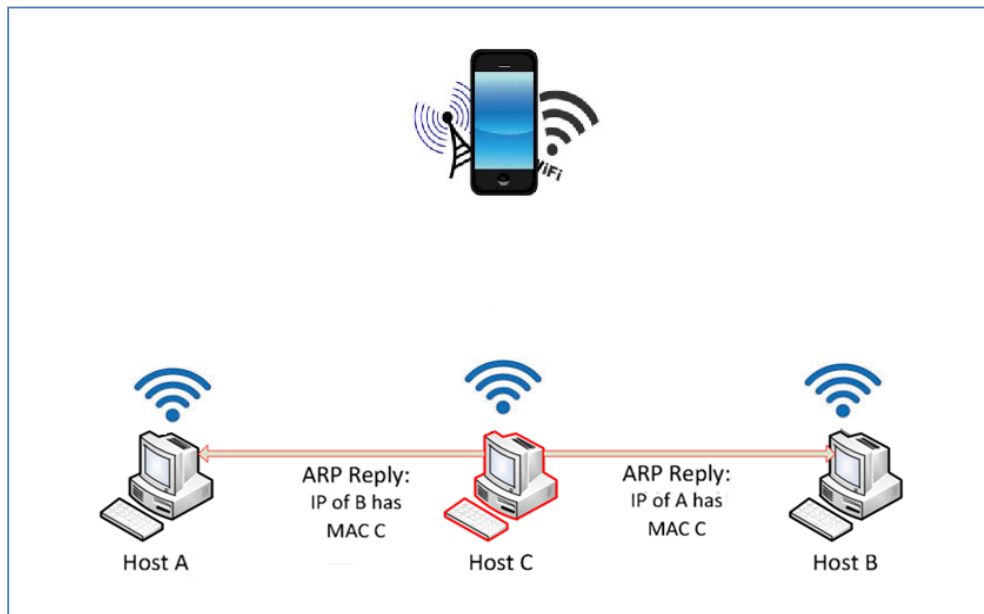 WiFi
ARP Reply:
IP of B has
MAC C
ARP Reply:
IP of A has
MAC C
Host A
Host C
Host B